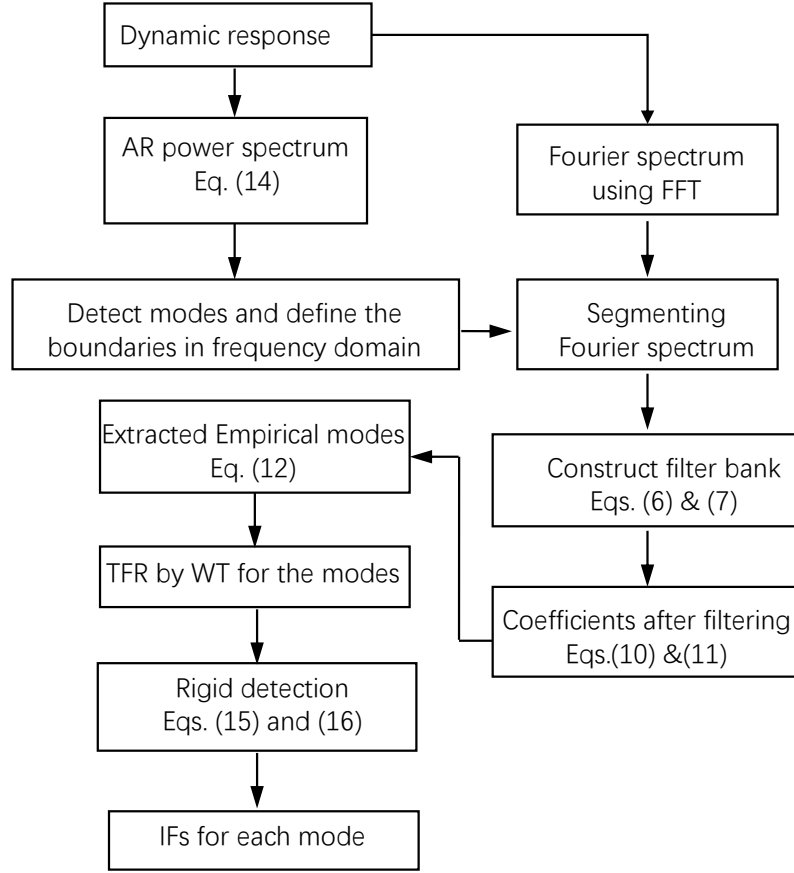 Dynamic response
AR power spectrum
Eq. (14)
Fourier spectrum
using FFT
Detect modes and define the
boundaries in frequency domain
Segmenting
Fourier spectrum
Construct filter bank
Eqs. (6) & (7)
Coefficients after filtering
Eqs.(10) &(11)
Extracted Empirical modes
Eq. (12)
TFR by WT for the modes
Rigid detection
Eqs. (15) and (16)
IFs for each mode